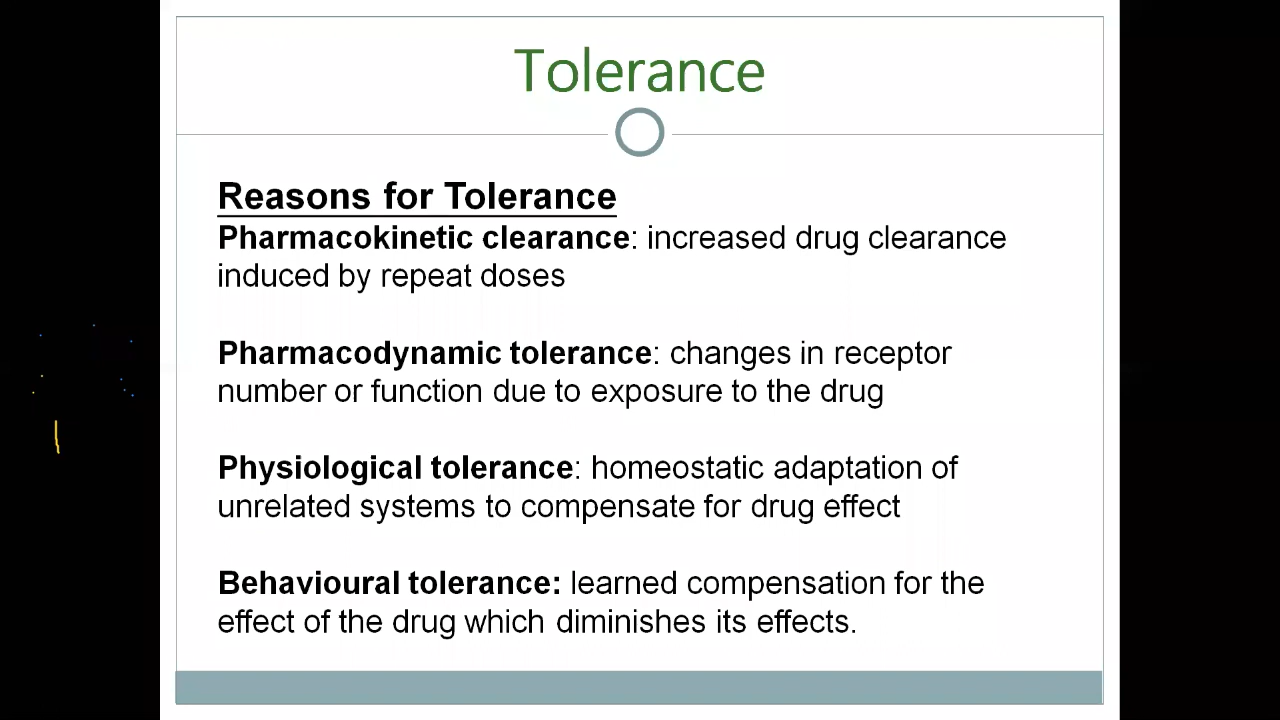 Tolerance
Reasons for Tolerance
Pharmacokinetic clearance: increased drug clearance
induced by repeat doses
Pharmacodynamic tolerance: changes in receptor
number or function due to exposure to the drug
Physiological tolerance: homeostatic adaptation of
unrelated systems to compensate for drug effect
Behavioural tolerance: learned compensation for the
effect of the drug which diminishes its effects.